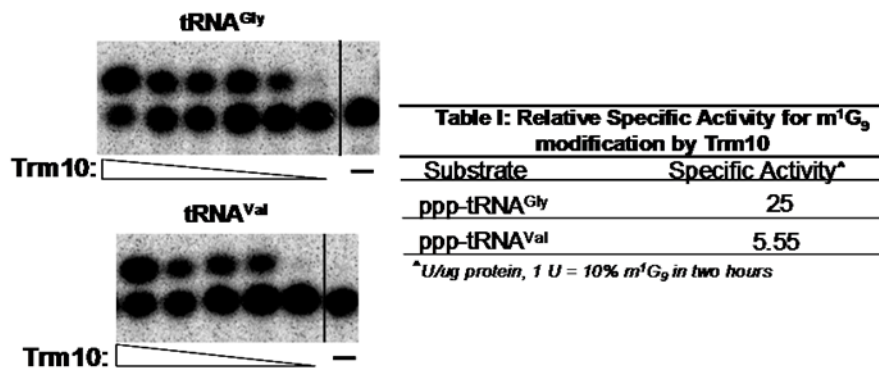 tRNAGly
Trm10:
–
tRNAVal
Trm10:
–
Table I: Relative Specific Activity for m1G9
modification by Trm10
Substrate Specific Activity▲
ppp-tRNAGly 25
ppp-tRNAVal 5.55
▲U/ug protein, 1 U = 10% m1G9 in two hours